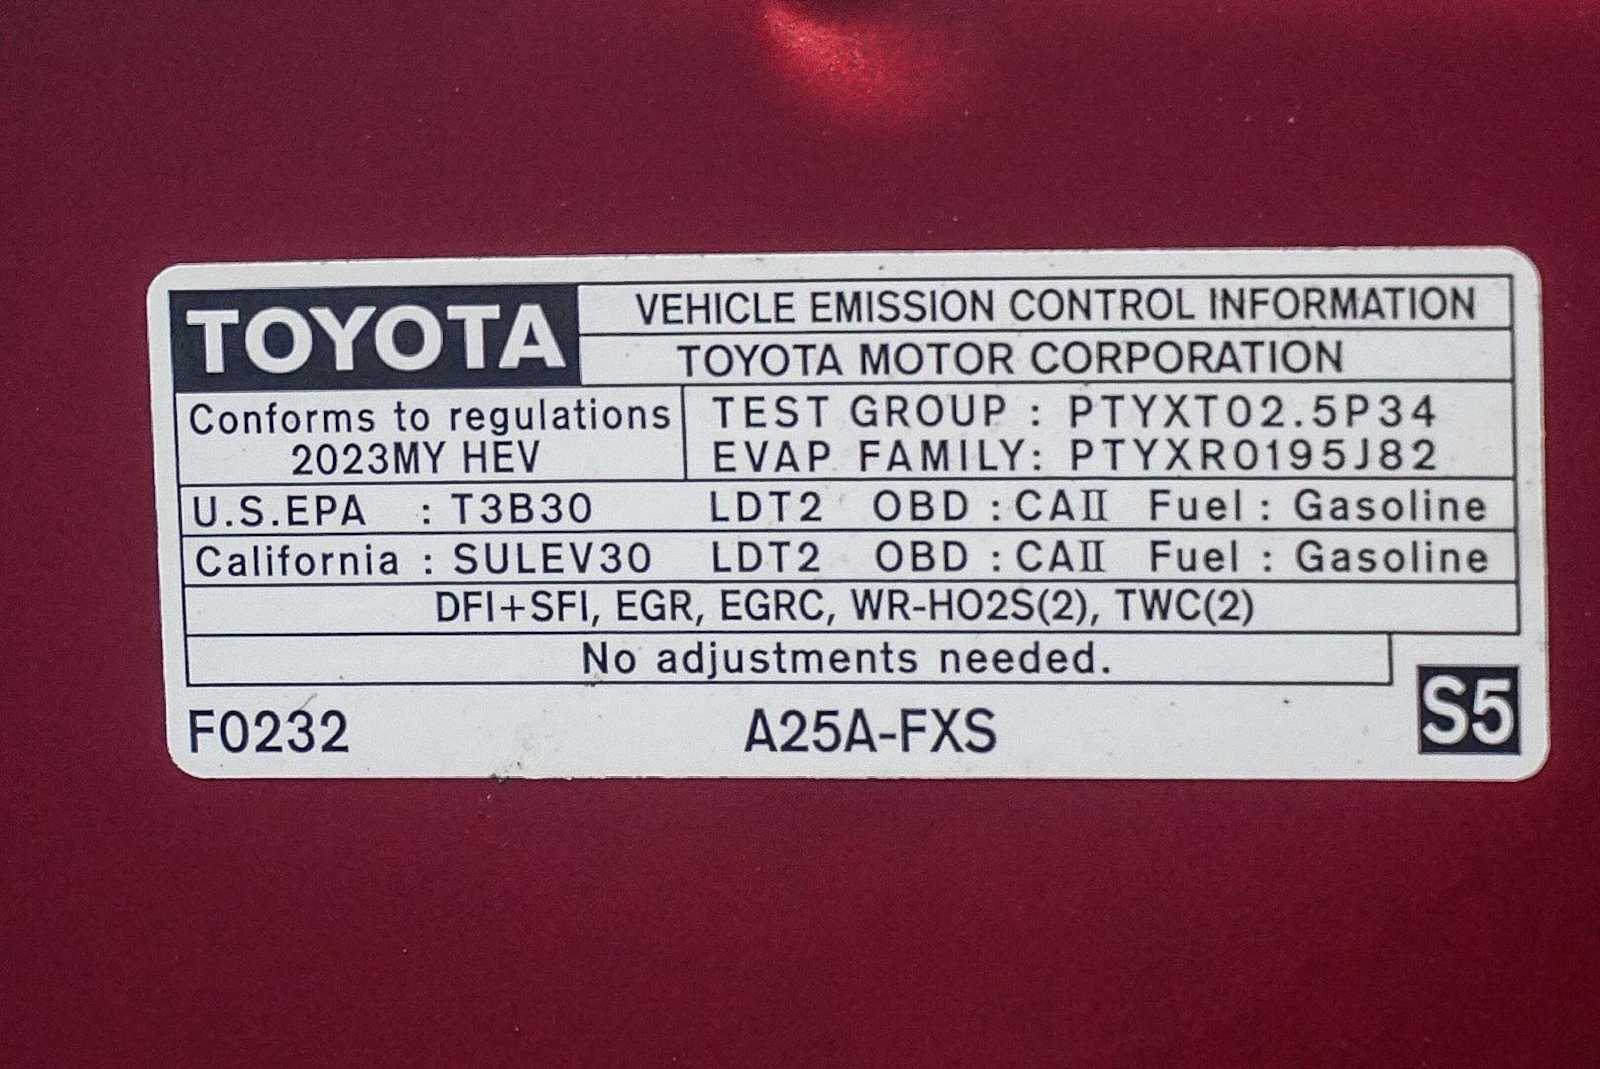 TOYOTA
VEHICLE EMISSION CONTROL INFORMATION
TOYOTA MOTOR CORPORATION
Conforms to regulations
2023MY HEV
TEST GROUP : PTYXT02.5P34
EVAP FAMILY: PTYXR0195J82
U.S.EPA : T3B30 LDT2 OBD : CAII Fuel : Gasoline
California : SULEV30 LDT2 OBD : CAII Fuel : Gasoline
DFI+SFI, EGR, EGRC, WR-HO2S(2), TWC(2)
No adjustments needed.
F0232 A25A-FXS S5